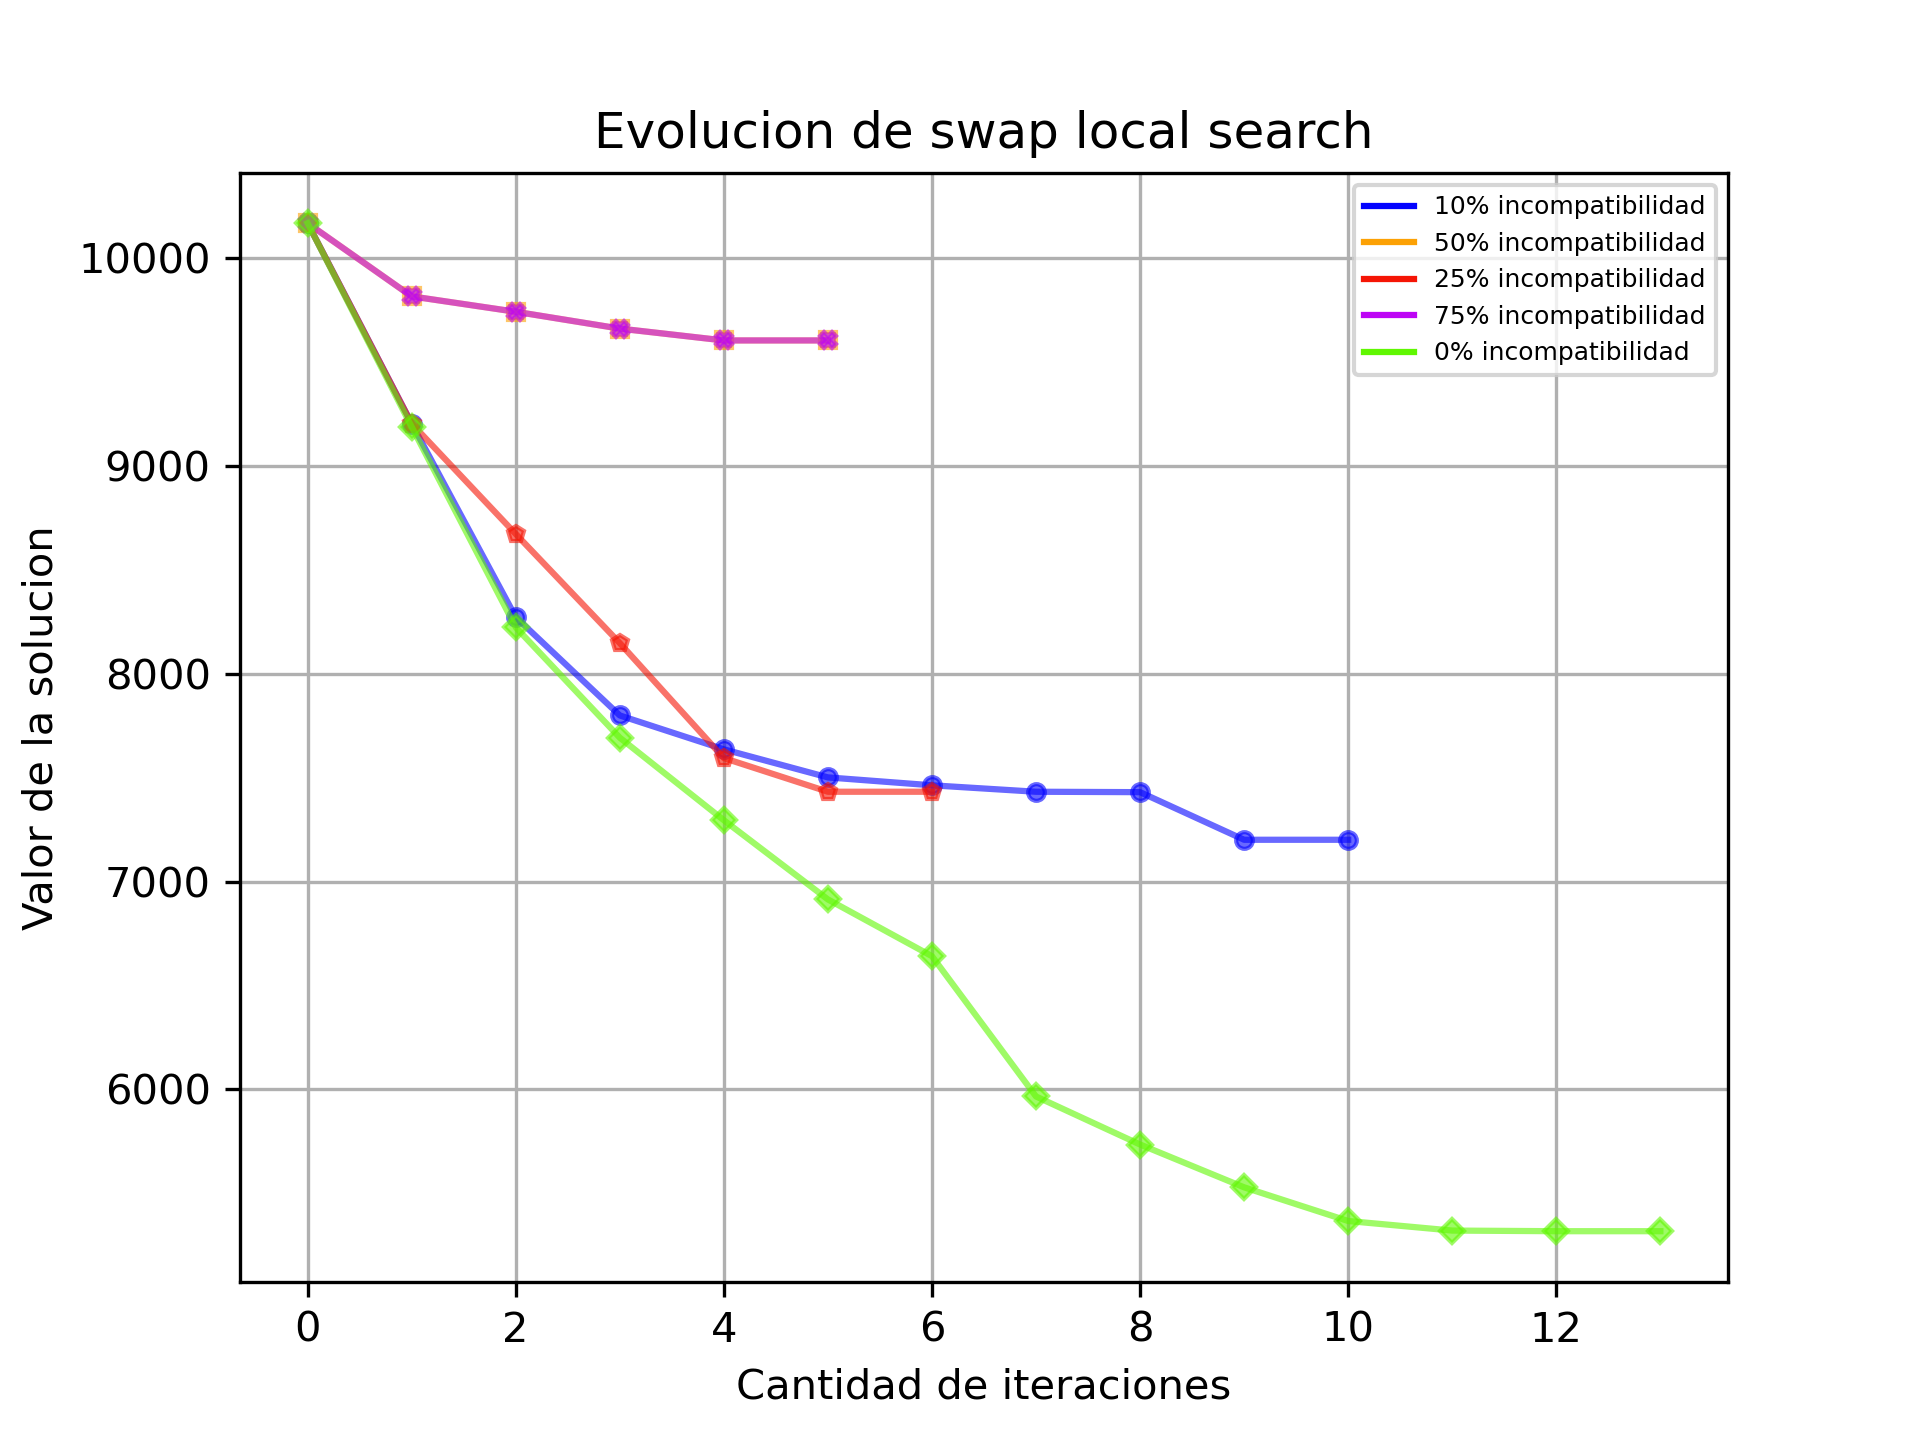 Evolucion de swap local search
10% incompatibilidad
50% incompatibilidad
25% incompatibilidad
75% incompatibilidad
0% incompatibilidad
Valor de la solucion
10000
9000
8000
7000
6000
0 2 4 6 8 10 12
Cantidad de iteraciones